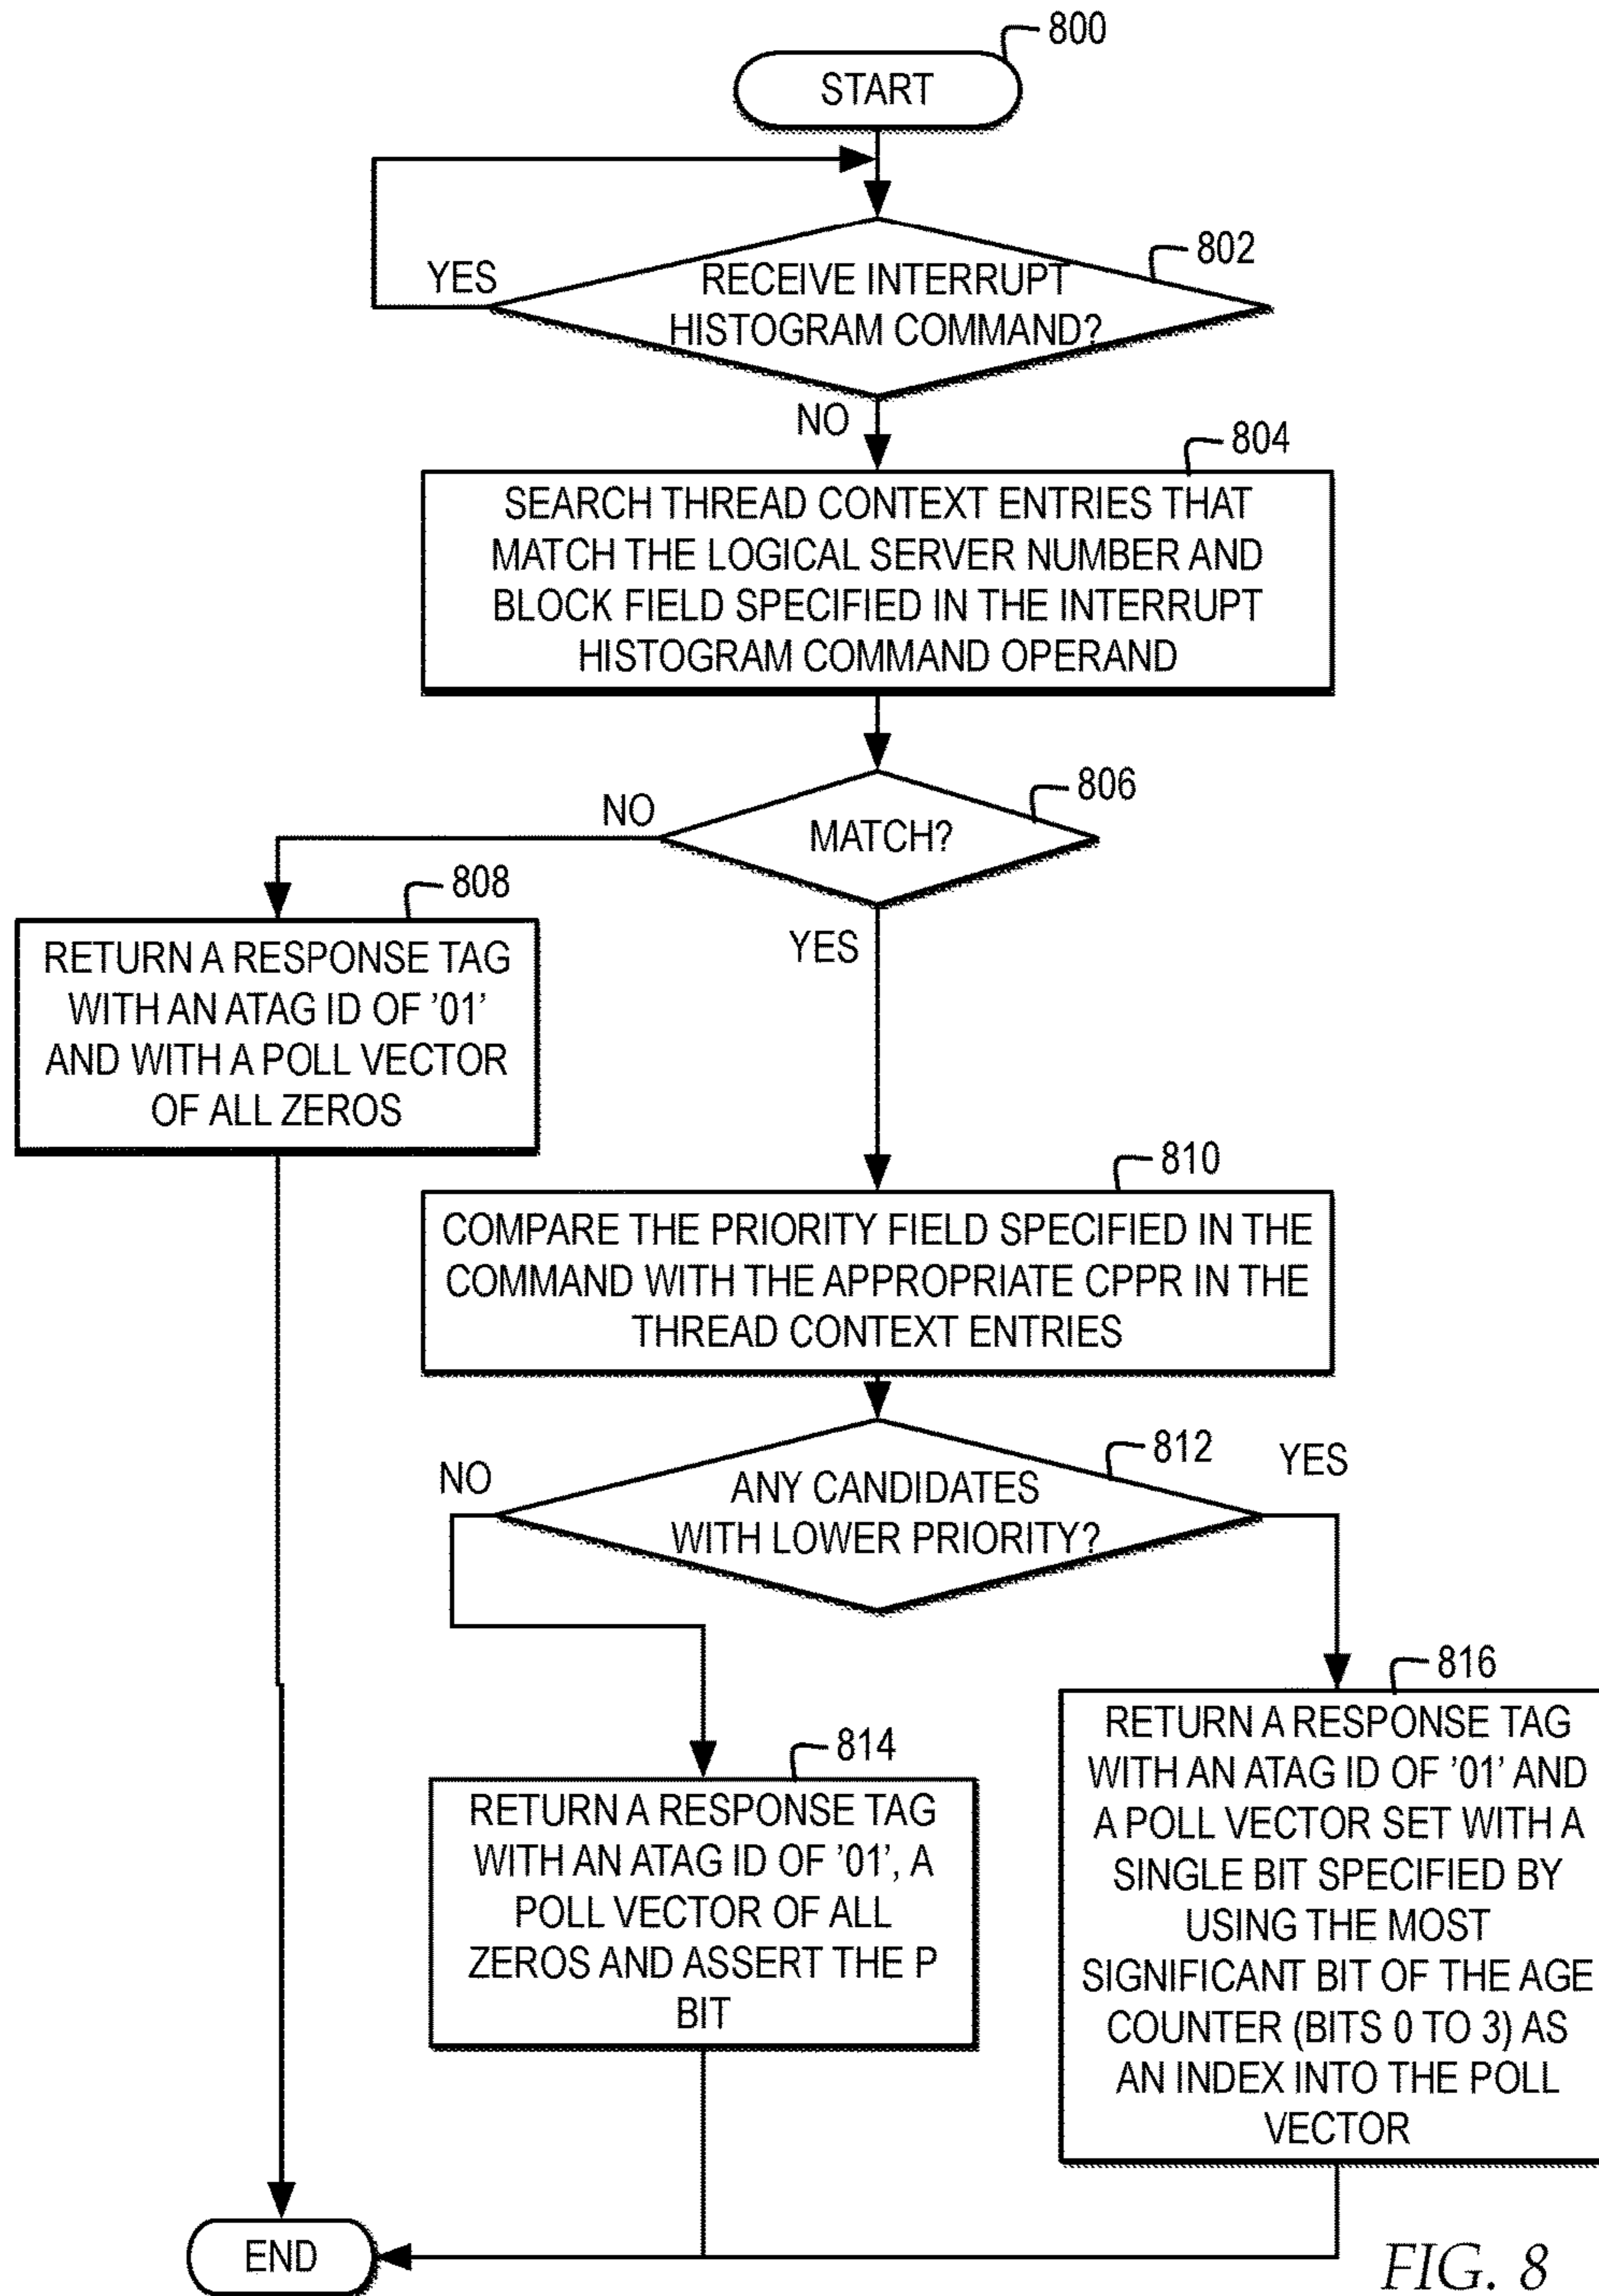 800
START
802
YES
RECEIVE INTERRUPT
HISTOGRAM COMMAND?
NO
804
SEARCH THREAD CONTEXT ENTRIES THAT
MATCH THE LOGICAL SERVER NUMBER AND
BLOCK FIELD SPECIFIED IN THE INTERRUPT
HISTOGRAM COMMAND OPERAND
806
NO
MATCH?
YES
808
RETURN A RESPONSE TAG
WITH AN ATAG ID OF '01'
AND WITH A POLL VECTOR
OF ALL ZEROS
810
COMPARE THE PRIORITY FIELD SPECIFIED IN THE
COMMAND WITH THE APPROPRIATE CPPR IN THE
THREAD CONTEXT ENTRIES
812
NO
YES
ANY CANDIDATES
WITH LOWER PRIORITY?
814
RETURN A RESPONSE TAG
WITH AN ATAG ID OF '01', A
POLL VECTOR OF ALL
ZEROS AND ASSERT THE P
BIT
816
RETURN A RESPONSE TAG
WITH AN ATAG ID OF '01' AND
A POLL VECTOR SET WITH A
SINGLE BIT SPECIFIED BY
USING THE MOST
SIGNIFICANT BIT OF THE AGE
COUNTER (BITS 0 TO 3) AS
AN INDEX INTO THE POLL
VECTOR
END
FIG. 8